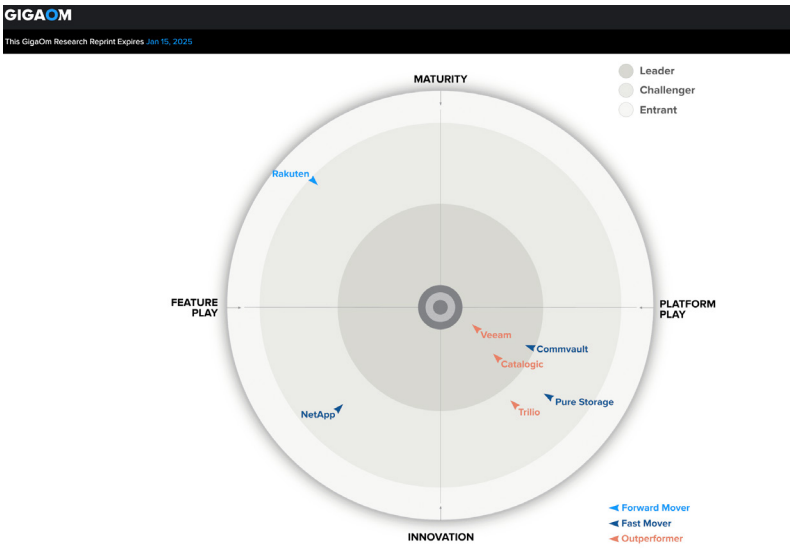 GIGAOM
This GigaOm Research Reprint Expires Jan 15, 2025
MATURITY
Leader
Challenger
Entrant
Rakuten
FEATURE
PLAY
PLATFORM
PLAY
Veeam
Commvault
Catalogic
Pure Storage
NetApp
Trilio
Forward Mover
Fast Mover
Outperformer
INNOVATION